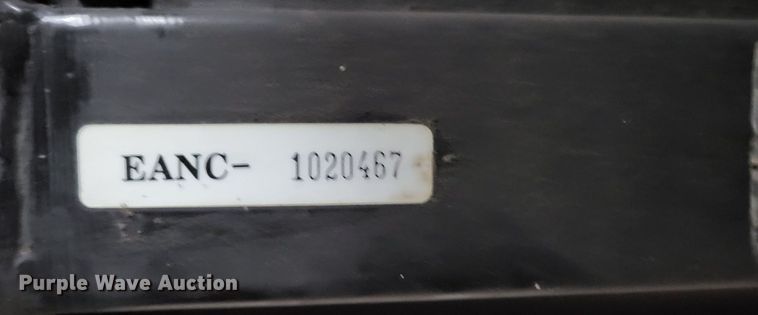 EANC- 1020467
Purple Wave Auction